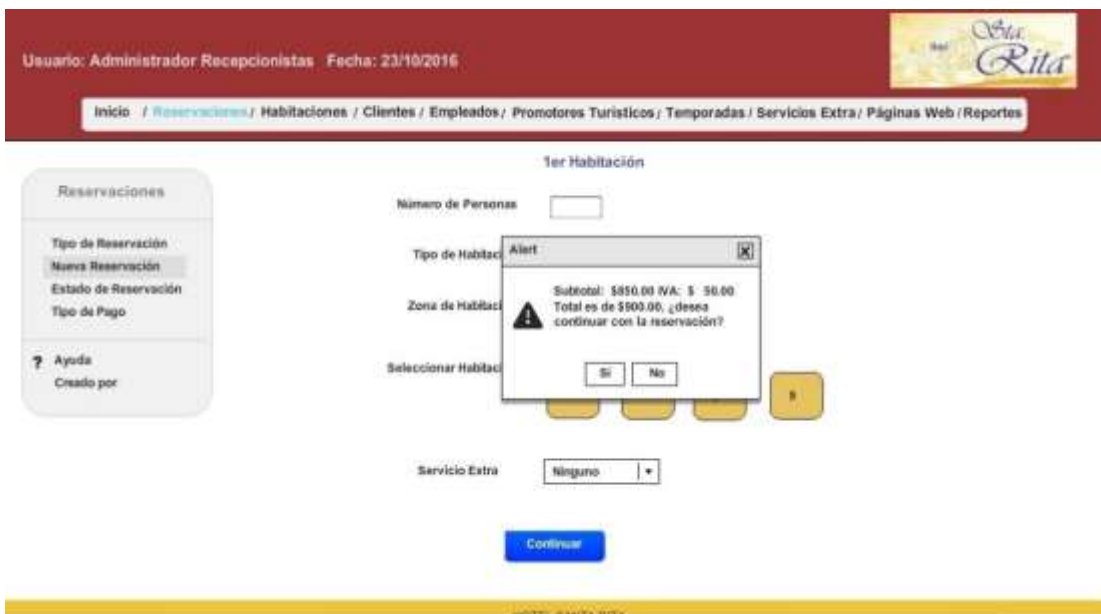 Usuario: Administrador Recepcionistas Fecha: 23/10/2016
Sta.
Rita
Inicio / Reservaciones / Habitaciones / Clientes / Empleados / Promotores Turisticos / Temporadas / Servicios Extra / Páginas Web / Reportes
1er Habitación
Reservaciones
Tipo de Reservación
Nueva Reservación
Estado de Reservación
Tipo de Pago
? Ayuda
Creado por
Número de Personas
Tipo de Habitaci
Zona de Habitaci
Seleccionar Habitaci
Alert
Subtotal: $850.00 IVA: $ 50.00
Total es de $900.00, ¿desea
continuar con la reservación?
Si No
Servicio Extra Ninguno
Continuar
HOTEL SANTA RITA